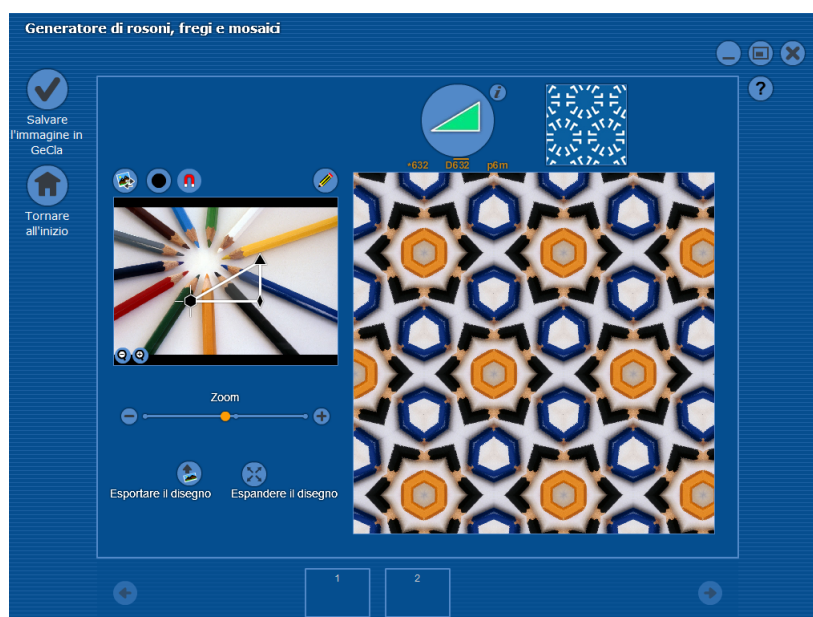 Generatore di rosoni, fregi e mosaici
?
Salvare
l'immagine in
GeCla
i
*632 D632 p6m
Tornare
all'inizio
Zoom
Esportare il disegno
Espandere il disegno
1
2